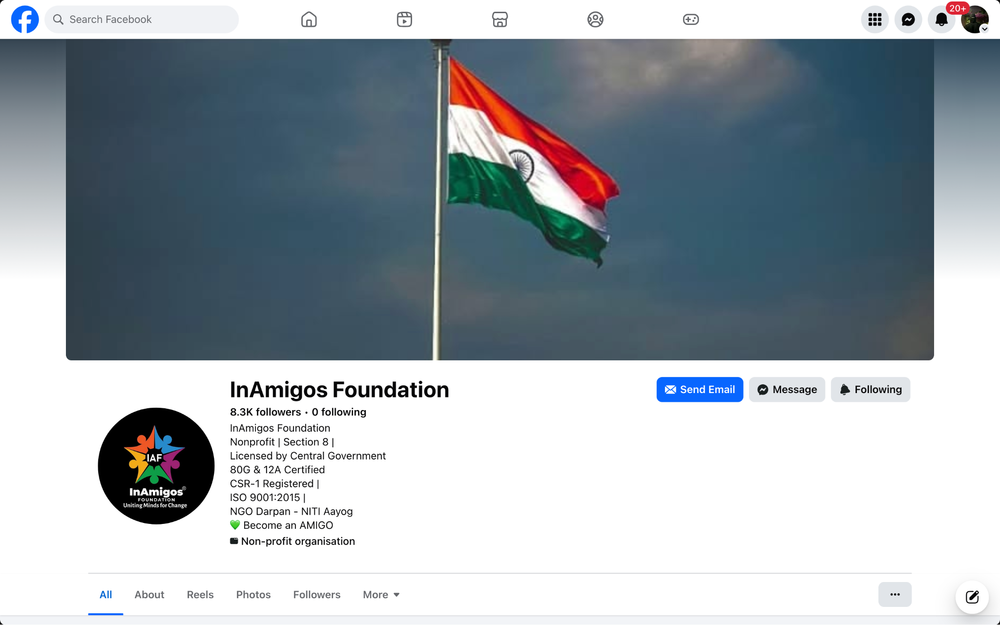 Search Facebook
20+
InAmigos Foundation
8.3K followers • 0 following
InAmigos Foundation
Nonprofit | Section 8 |
Licensed by Central Government
80G & 12A Certified
CSR-1 Registered |
ISO 9001:2015 |
NGO Darpan - NITI Aayog
💚 Become an AMIGO
Non-profit organisation
Send Email
Message
Following
IAF
InAmigos®
FOUNDATION
Uniting Minds for Change
All About Reels Photos Followers More